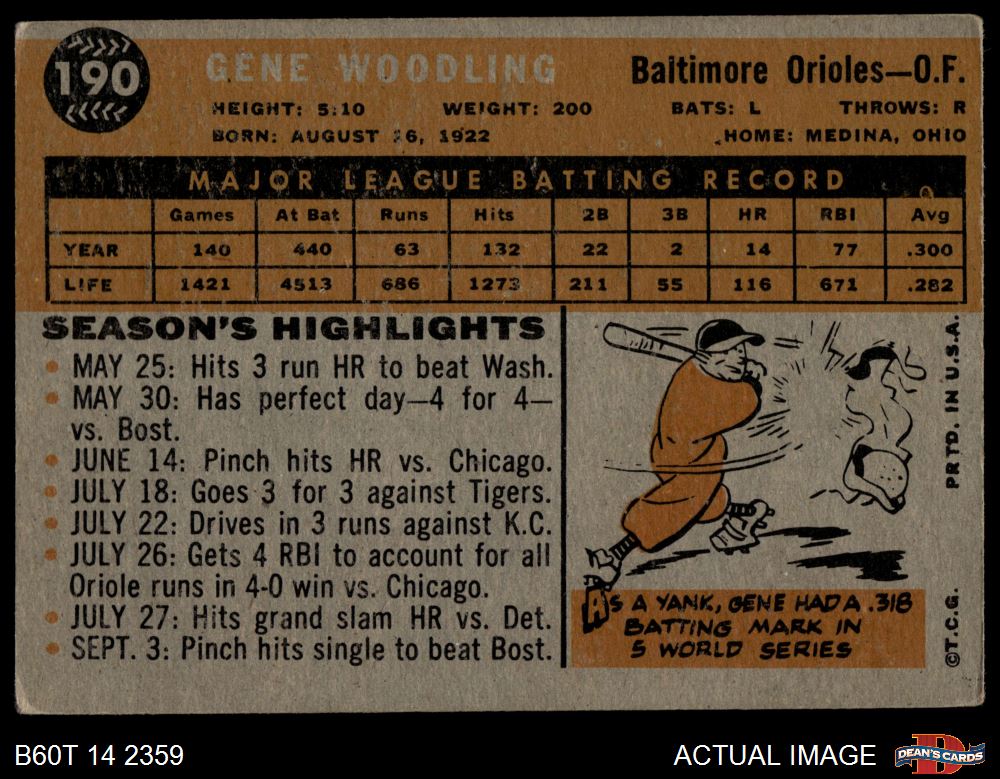 190
GENE WOODLING
Baltimore Orioles—O.F.
HEIGHT: 5:10 WEIGHT: 200 BATS: L THROWS: R
BORN: AUGUST 16, 1922 HOME: MEDINA, OHIO
MAJOR LEAGUE BATTING RECORD
Games At Bat Runs Hits 2B 3B HR RBI Avg
YEAR 140 440 63 132 22 2 14 77 .300
LIFE 1421 4513 686 1273 211 55 116 671 .282
SEASON'S HIGHLIGHTS
• MAY 25: Hits 3 run HR to beat Wash.
• MAY 30: Has perfect day—4 for 4—
vs. Bost.
• JUNE 14: Pinch hits HR vs. Chicago.
• JULY 18: Goes 3 for 3 against Tigers.
• JULY 22: Drives in 3 runs against K.C.
• JULY 26: Gets 4 RBI to account for all
Oriole runs in 4-0 win vs. Chicago.
• JULY 27: Hits grand slam HR vs. Det.
• SEPT. 3: Pinch hits single to beat Bost.
AS A YANK, GENE HAD A .318
BATTING MARK IN
5 WORLD SERIES
©T.C.G. PRTD. IN U.S.A.
B60T 14 2359
ACTUAL IMAGE
DEAN'S CARDS